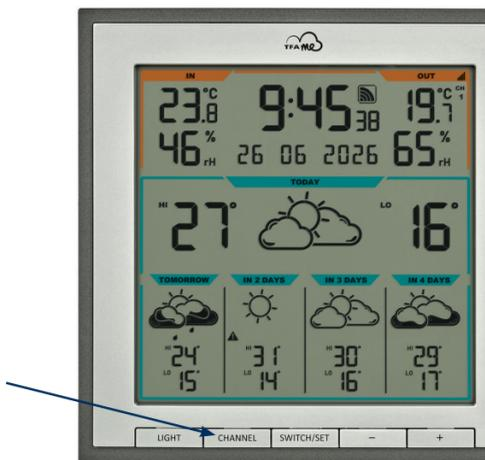 TFA ME
IN OUT
23.8 °C 9:45 38 19.7 °C CH 1
46 % rH 26 06 2026 65 % rH
TODAY
HI 27° LO 16°
TOMORROW IN 2 DAYS IN 3 DAYS IN 4 DAYS
HI 24° HI 31° HI 30° HI 29°
LO 15° LO 14° LO 16° LO 17°
LIGHT CHANNEL SWITCH/SET − +